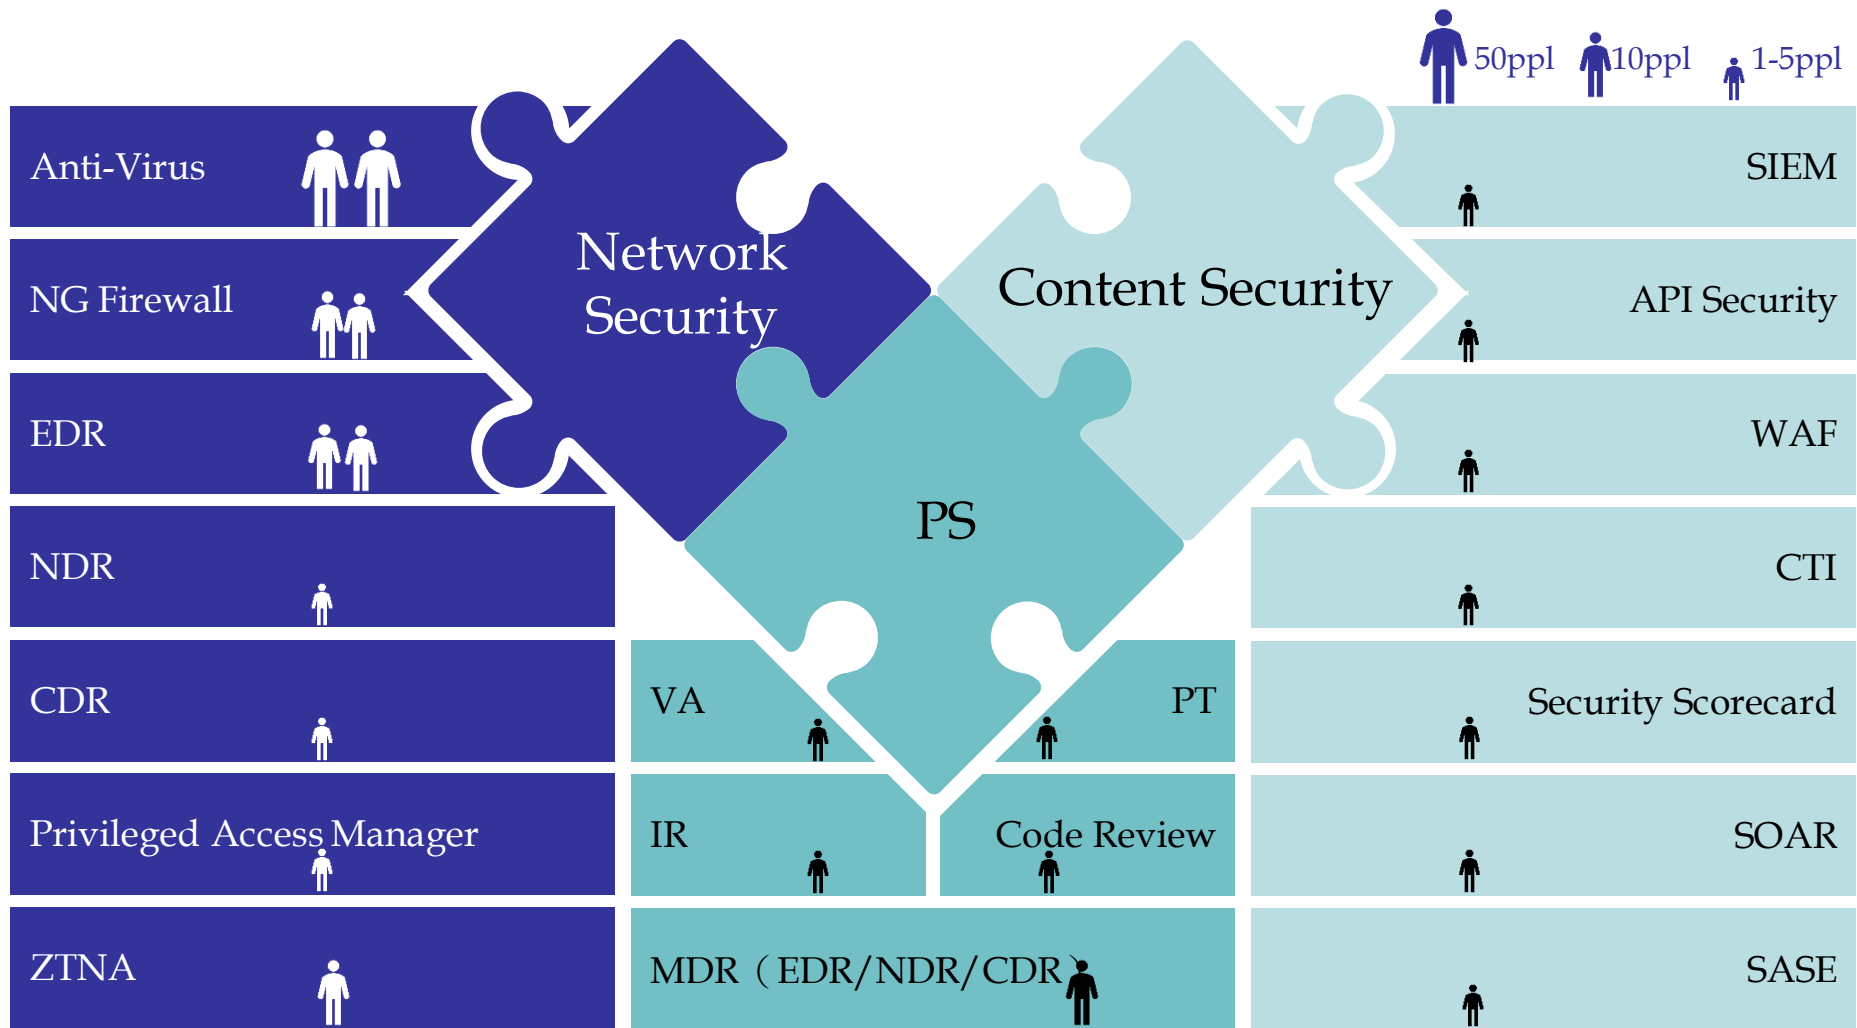 50ppl
10ppl
1-5ppl
Anti-Virus
NG Firewall
EDR
NDR
CDR
Privileged Access Manager
ZTNA
Network
Security
Content Security
PS
VA
PT
IR
Code Review
MDR（EDR/NDR/CDR）
SIEM
API Security
WAF
CTI
Security Scorecard
SOAR
SASE